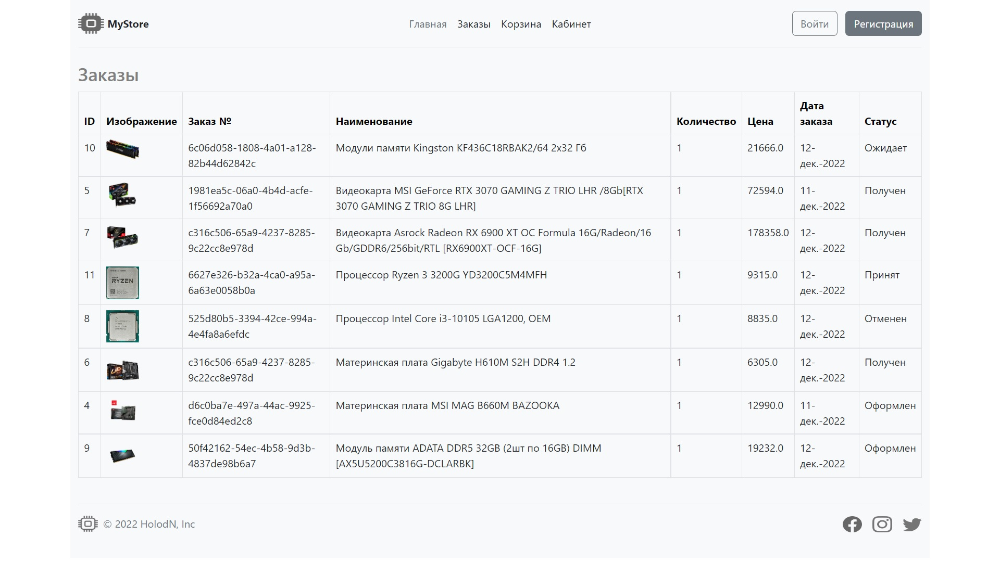 MyStore
Главная Заказы Корзина Кабинет
Войти
Регистрация
Заказы
ID Изображение Заказ № Наименование Количество Цена Дата заказа Статус
10 6c06d058-1808-4a01-a128- Модули памяти Kingston KF436C18RBAK2/64 2x32 Гб 1 21666.0 12- Ожидает
82b44d62842c дек.-2022
5 1981ea5c-06a0-4b4d-acfe- Видеокарта MSI GeForce RTX 3070 GAMING Z TRIO LHR /8Gb[RTX 1 72594.0 11- Получен
1f56692a70a0 3070 GAMING Z TRIO 8G LHR] дек.-2022
7 c316c506-65a9-4237-8285- Видеокарта Asrock Radeon RX 6900 XT OC Formula 16G/Radeon/16 1 178358.0 12- Получен
9c22cc8e978d Gb/GDDR6/256bit/RTL [RX6900XT-OCF-16G] дек.-2022
11 RYZEN 6627e326-b32a-4ca0-a95a- Процессор Ryzen 3 3200G YD3200C5M4MFH 1 9315.0 12- Принят
6a63e0058b0a дек.-2022
8 525d80b5-3394-42ce-994a- Процессор Intel Core i3-10105 LGA1200, OEM 1 8835.0 12- Отменен
4e4fa8a6efdc дек.-2022
6 c316c506-65a9-4237-8285- Материнская плата Gigabyte H610M S2H DDR4 1.2 1 6305.0 12- Получен
9c22cc8e978d дек.-2022
4 d6c0ba7e-497a-44ac-9925- Материнская плата MSI MAG B660M BAZOOKA 1 12990.0 11- Оформлен
fce0d84ed2c8 дек.-2022
9 50f42162-54ec-4b58-9d3b- Модуль памяти ADATA DDR5 32GB (2шт по 16GB) DIMM 1 19232.0 12- Оформлен
4837de98b6a7 [AX5U5200C3816G-DCLARBK] дек.-2022
© 2022 HolodN, Inc